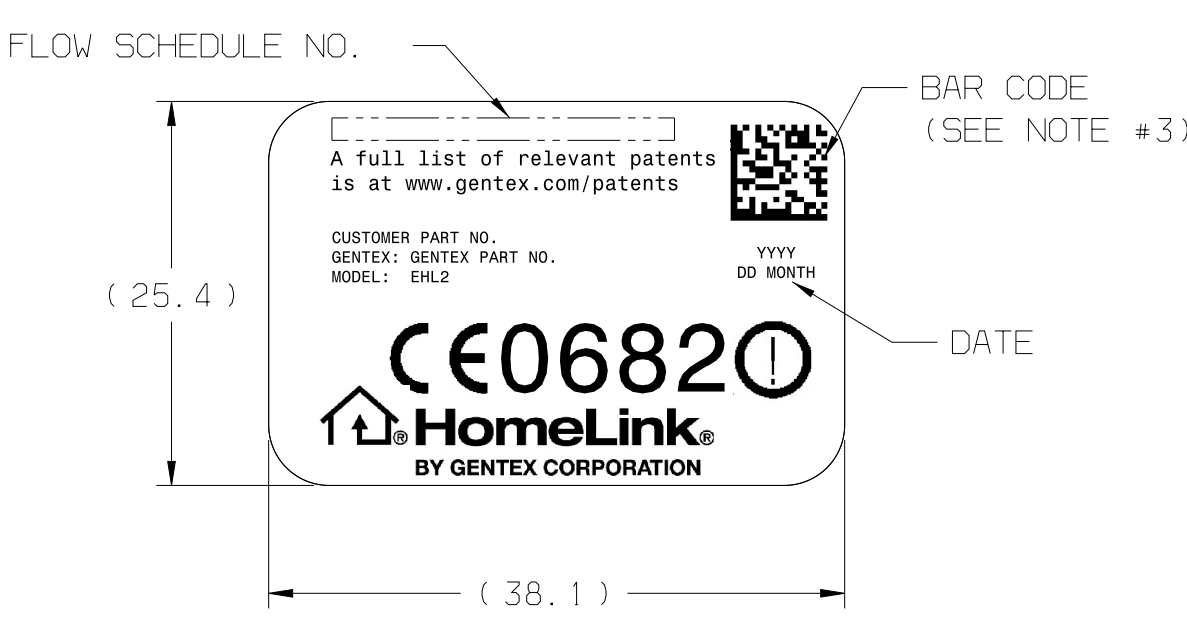 FLOW SCHEDULE NO.
BAR CODE
(SEE NOTE #3)
A full list of relevant patents
is at www.gentex.com/patents
CUSTOMER PART NO.
GENTEX: GENTEX PART NO.
MODEL: EHL2
YYYY
DD MONTH
(25.4)
DATE
CE0682!
® HomeLink®
BY GENTEX CORPORATION
(38.1)